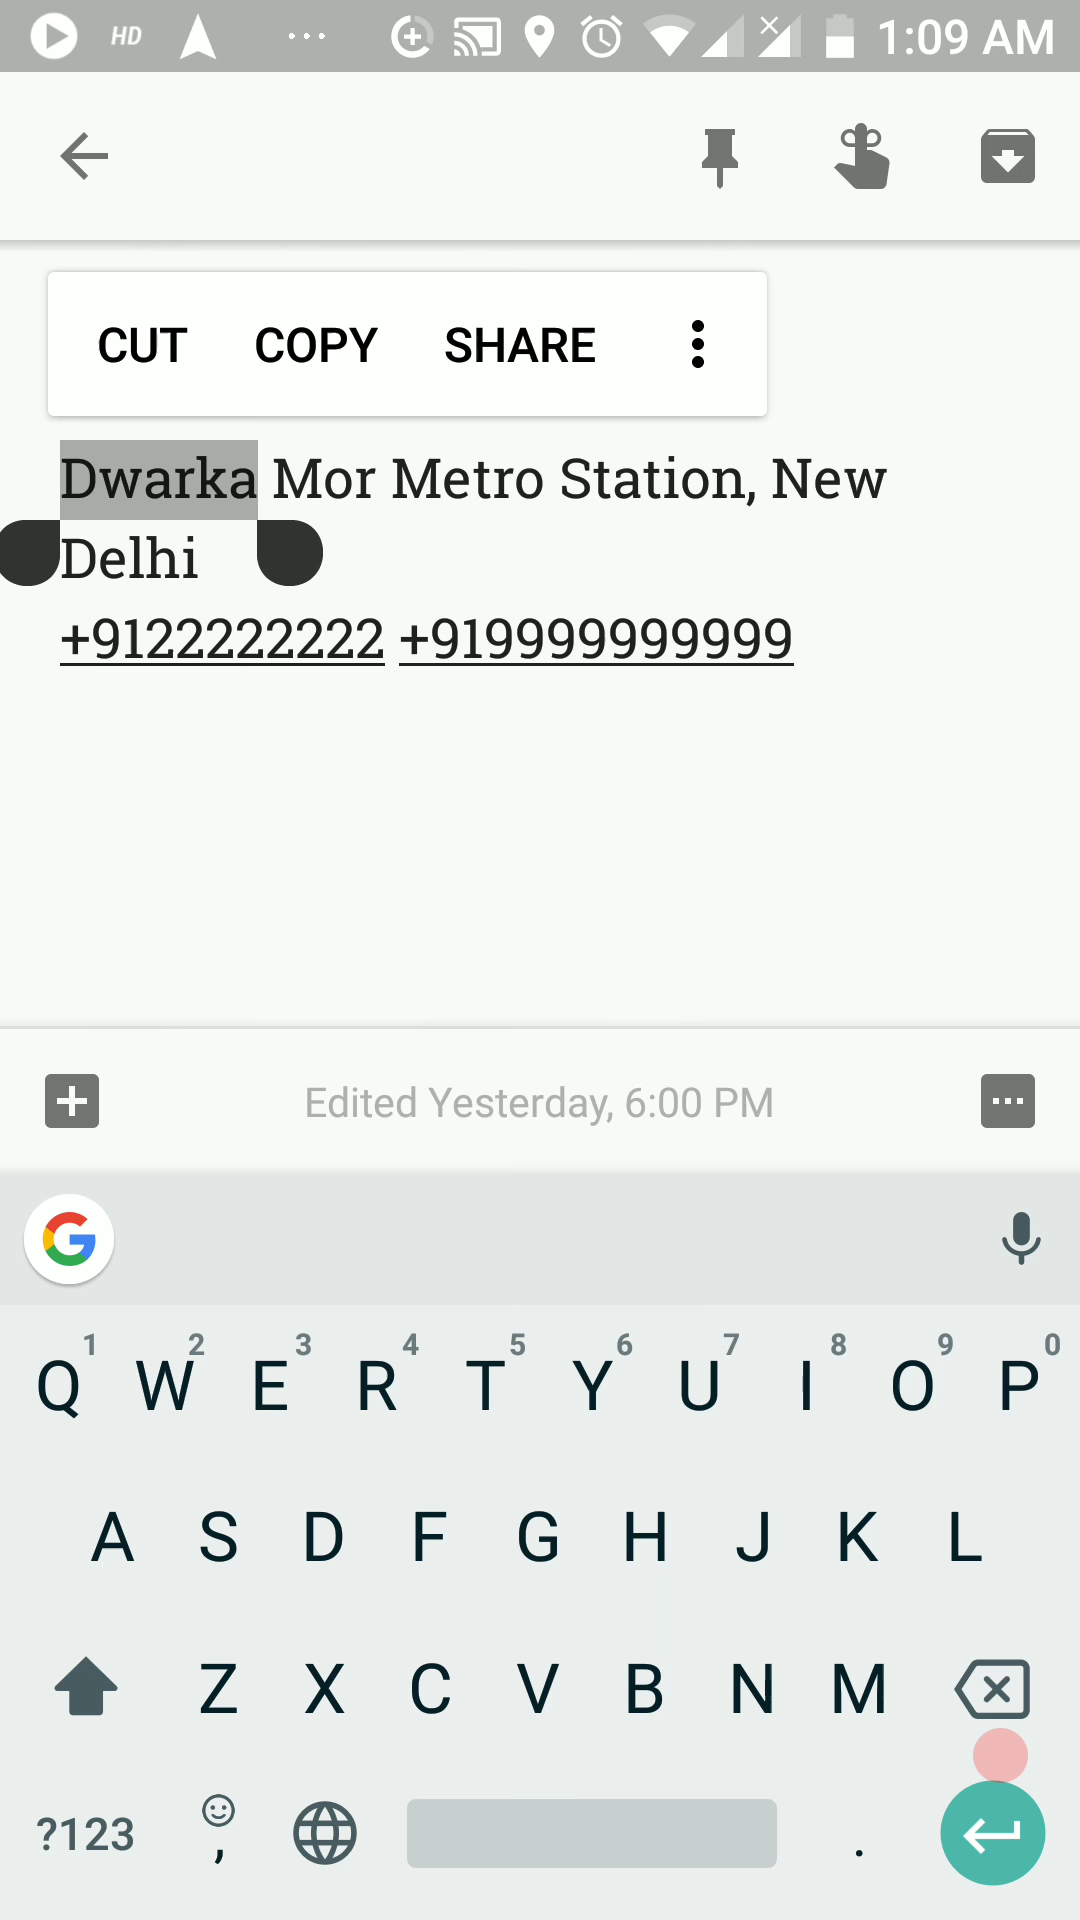 HD 1:09 AM
CUT COPY SHARE
Dwarka Mor Metro Station, New
Delhi
+9122222222 +919999999999
Edited Yesterday, 6:00 PM
1 2 3 4 5 6 7 8 9 0
Q W E R T Y U I O P
A S D F G H J K L
Z X C V B N M
?123 , .